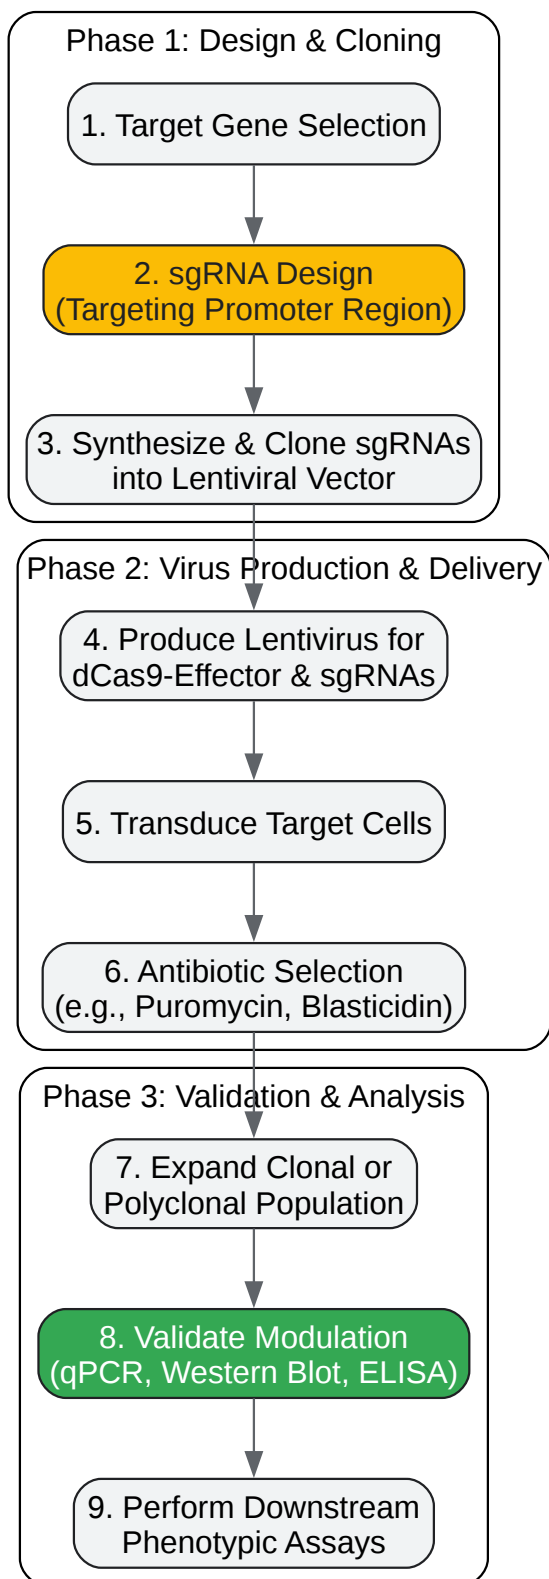 Phase 1: Design & Cloning
1. Target Gene Selection
2. sgRNA Design
(Targeting Promoter Region)
3. Synthesize & Clone sgRNAs
into Lentiviral Vector
Phase 2: Virus Production & Delivery
4. Produce Lentivirus for
dCas9-Effector & sgRNAs
5. Transduce Target Cells
6. Antibiotic Selection
(e.g., Puromycin, Blasticidin)
Phase 3: Validation & Analysis
7. Expand Clonal or
Polyclonal Population
8. Validate Modulation
(qPCR, Western Blot, ELISA)
9. Perform Downstream
Phenotypic Assays